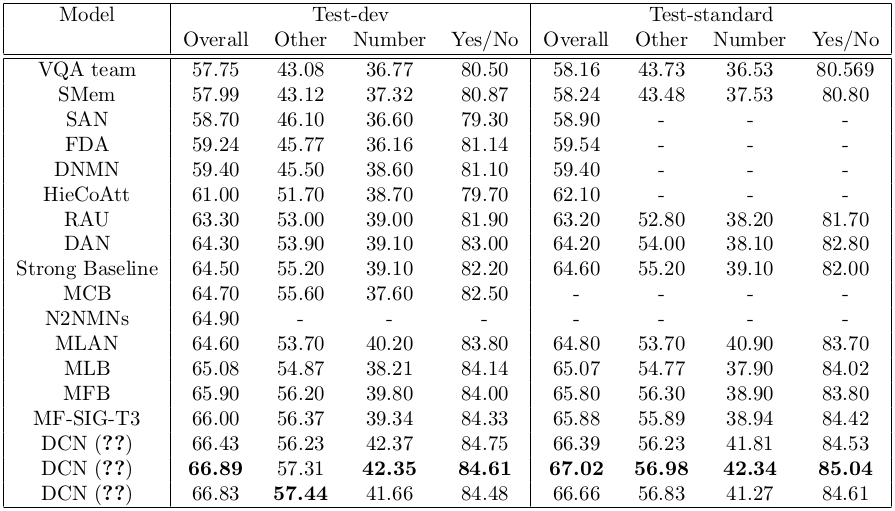 Model Test-dev Test-standard
Overall Other Number Yes/No Overall Other Number Yes/No
VQA team 57.75 43.08 36.77 80.50 58.16 43.73 36.53 80.569
SMem 57.99 43.12 37.32 80.87 58.24 43.48 37.53 80.80
SAN 58.70 46.10 36.60 79.30 58.90 - - -
FDA 59.24 45.77 36.16 81.14 59.54 - - -
DNMN 59.40 45.50 38.60 81.10 59.40 - - -
HieCoAtt 61.00 51.70 38.70 79.70 62.10 - - -
RAU 63.30 53.00 39.00 81.90 63.20 52.80 38.20 81.70
DAN 64.30 53.90 39.10 83.00 64.20 54.00 38.10 82.80
Strong Baseline 64.50 55.20 39.10 82.20 64.60 55.20 39.10 82.00
MCB 64.70 55.60 37.60 82.50 - - - -
N2NMNs 64.90 - - - - - - -
MLAN 64.60 53.70 40.20 83.80 64.80 53.70 40.90 83.70
MLB 65.08 54.87 38.21 84.14 65.07 54.77 37.90 84.02
MFB 65.90 56.20 39.80 84.00 65.80 56.30 38.90 83.80
MF-SIG-T3 66.00 56.37 39.34 84.33 65.88 55.89 38.94 84.42
DCN (??) 66.43 56.23 42.37 84.75 66.39 56.23 41.81 84.53
DCN (??) 66.89 57.31 42.35 84.61 67.02 56.98 42.34 85.04
DCN (??) 66.83 57.44 41.66 84.48 66.66 56.83 41.27 84.61